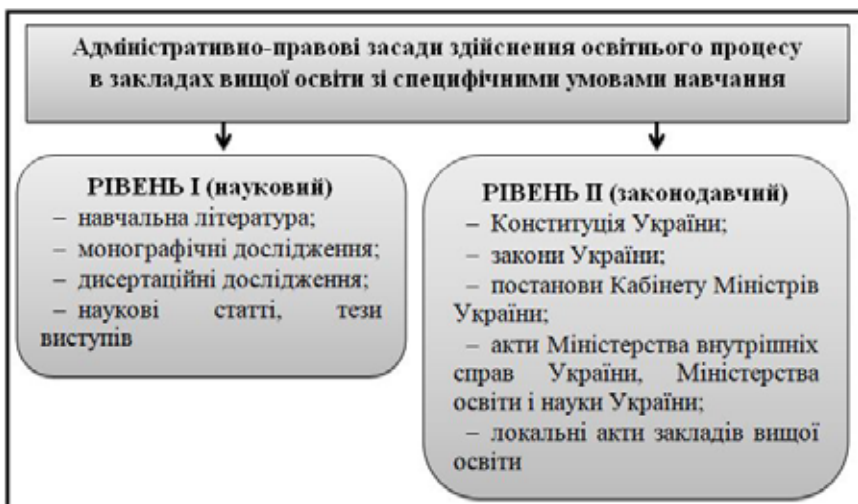 Адміністративно-правові засади здійснення освітнього процесу
в закладах вищої освіти зі специфічними умовами навчання
РІВЕНЬ І (науковий)
– навчальна література;
– монографічні дослідження;
– дисертаційні дослідження;
– наукові статті, тези
виступів
РІВЕНЬ ІІ (законодавчий)
– Конституція України;
– закони України;
– постанови Кабінету Міністрів
України;
– акти Міністерства внутрішніх
справ України, Міністерства
освіти і науки України;
– локальні акти закладів вищої
освіти